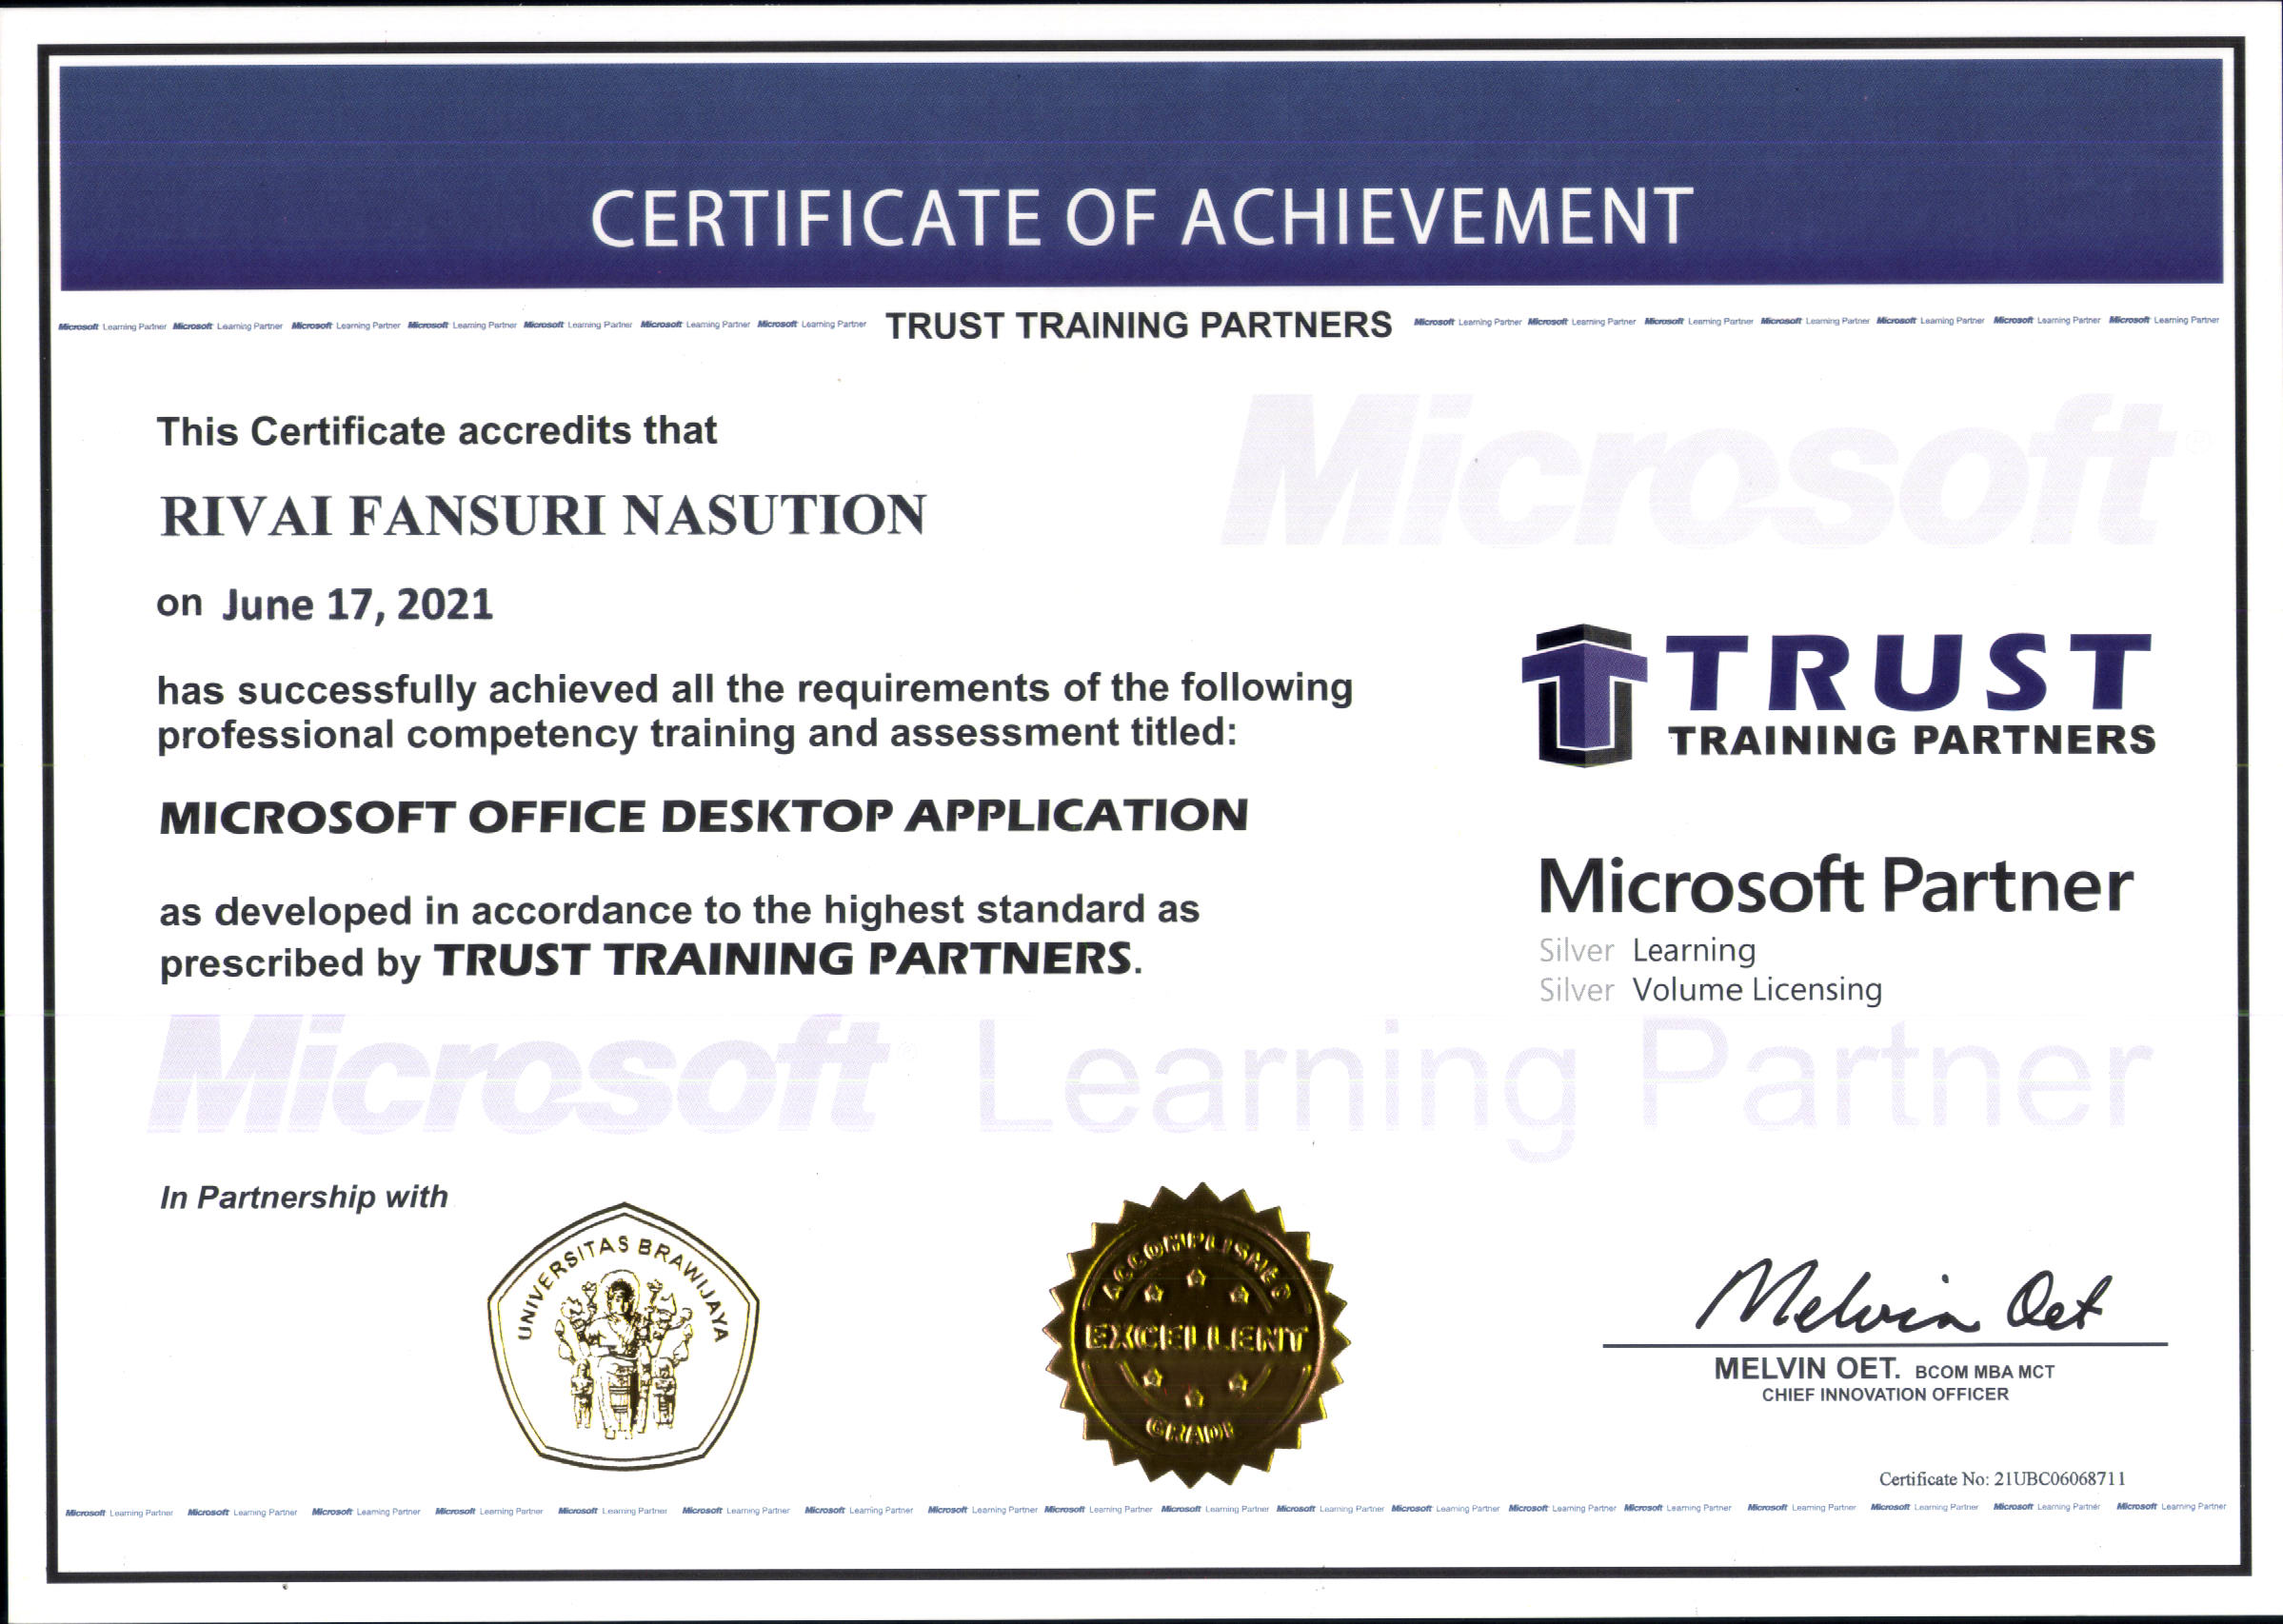 CERTIFICATE OF ACHIEVEMENT
Microsoft Learning Partner Microsoft Learning Partner Microsoft Learning Partner Microsoft Learning Partner Microsoft Learning Partner Microsoft Learning Partner Microsoft Learning Partner TRUST TRAINING PARTNERS Microsoft Learning Partner Microsoft Learning Partner Microsoft Learning Partner Microsoft Learning Partner Microsoft Learning Partner Microsoft Learning Partner Microsoft Learning Partner
This Certificate accredits that
Microsoft
RIVAI FANSURI NASUTION
on June 17, 2021
has successfully achieved all the requirements of the following
professional competency training and assessment titled:
TRUST
TRAINING PARTNERS
MICROSOFT OFFICE DESKTOP APPLICATION
as developed in accordance to the highest standard as
prescribed by TRUST TRAINING PARTNERS.
Microsoft Partner
Silver Learning
Silver Volume Licensing
Microsoft® Learning Partner
In Partnership with
UNIVERSITAS BRAWIJAYA
ACCOMPLISHED
EXCELLENT
GRADE
Melvin Oet
MELVIN OET. BCOM MBA MCT
CHIEF INNOVATION OFFICER
Certificate No: 21UBC06068711
Microsoft Learning Partner Microsoft Learning Partner Microsoft Learning Partner Microsoft Learning Partner Microsoft Learning Partner Microsoft Learning Partner Microsoft Learning Partner Microsoft Learning Partner Microsoft Learning Partner Microsoft Learning Partner Microsoft Learning Partner Microsoft Learning Partner Microsoft Learning Partner Microsoft Learning Partner Microsoft Learning Partner Microsoft Learning Partner Microsoft Learning Partner Microsoft Learning Partner